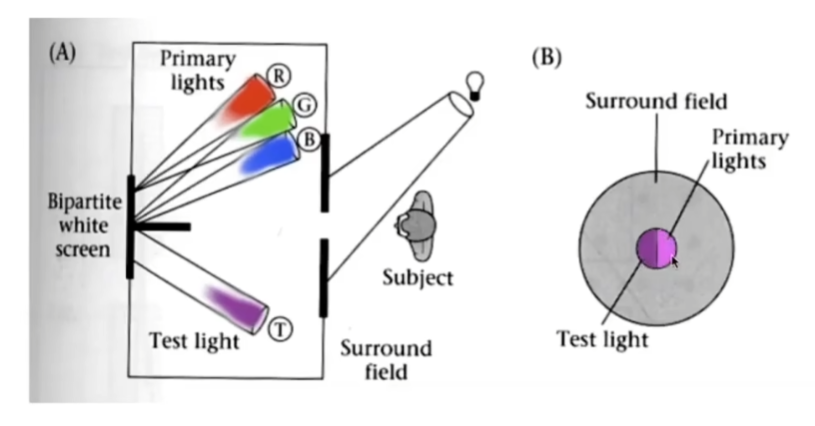 (A)
Primary
lights
R
G
B
Bipartite
white
screen
Subject
Test light
T
Surround
field
(B)
Surround field
Primary
lights
Test light